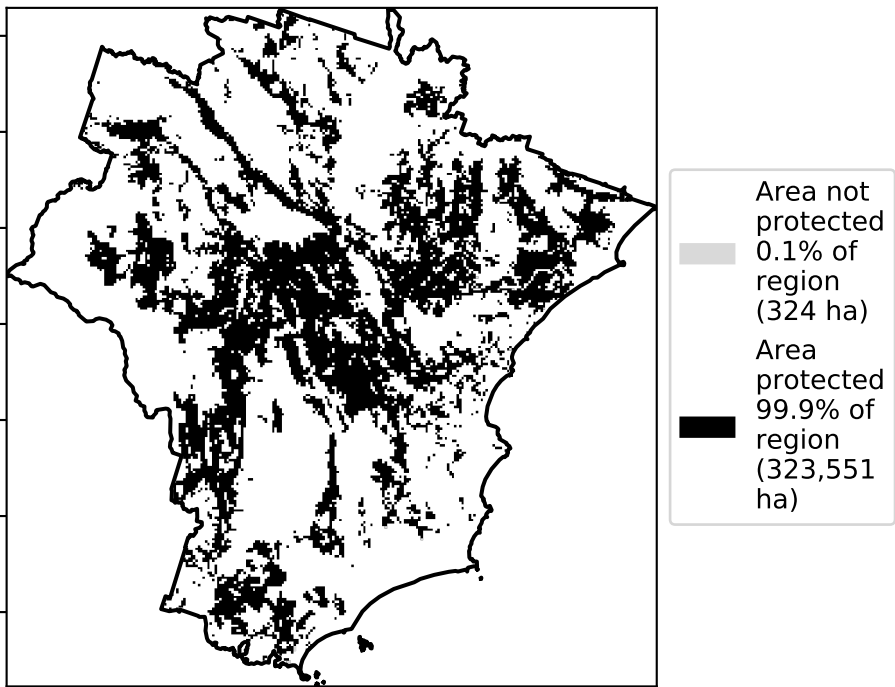 Area not
protected
0.1% of
region
(324 ha)
Area
protected
99.9% of
region
(323,551
ha)